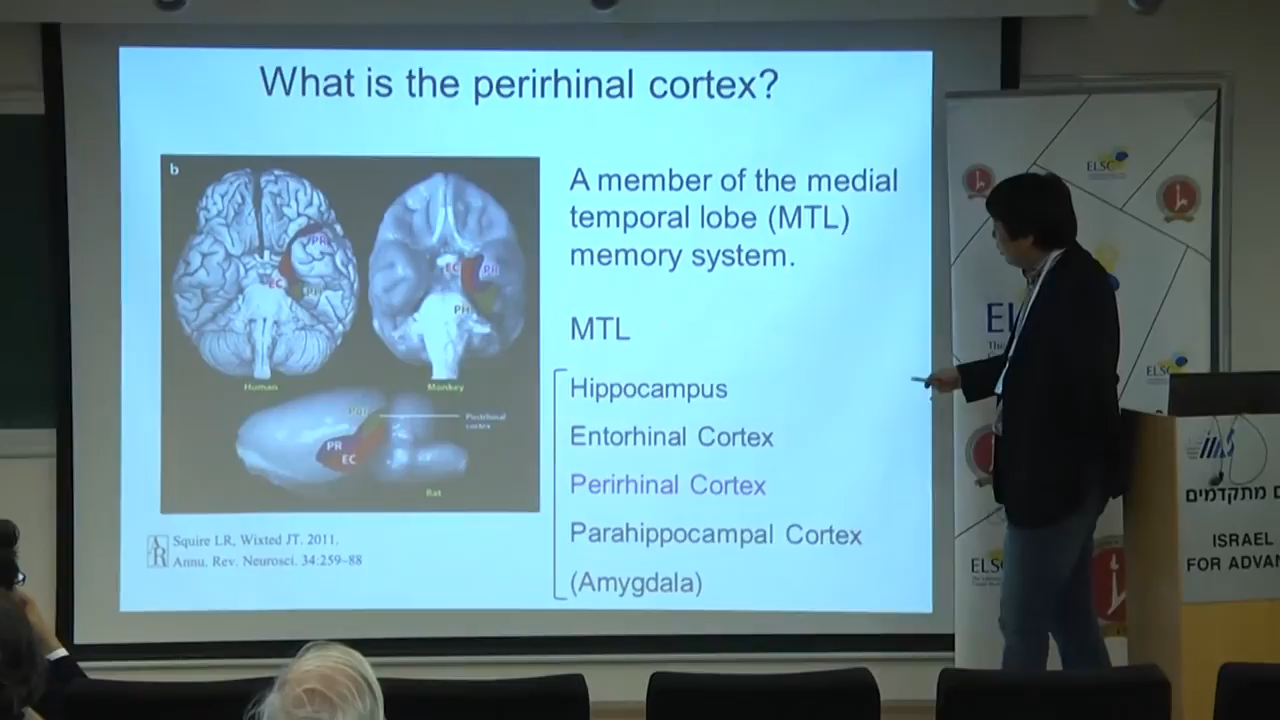 What is the perirhinal cortex?
b
PR
EC
PH
EC
PR
PH
Human
Monkey
PR
EC
Postrhinal
cortex
Rat
Squire LR, Wixted JT. 2011.
Annu. Rev. Neurosci. 34:259–88
A member of the medial
temporal lobe (MTL)
memory system.
MTL
Hippocampus
Entorhinal Cortex
Perirhinal Cortex
Parahippocampal Cortex
(Amygdala)
ELSC
ELSC
מתקדמים
ISRAEL
FOR ADVAN